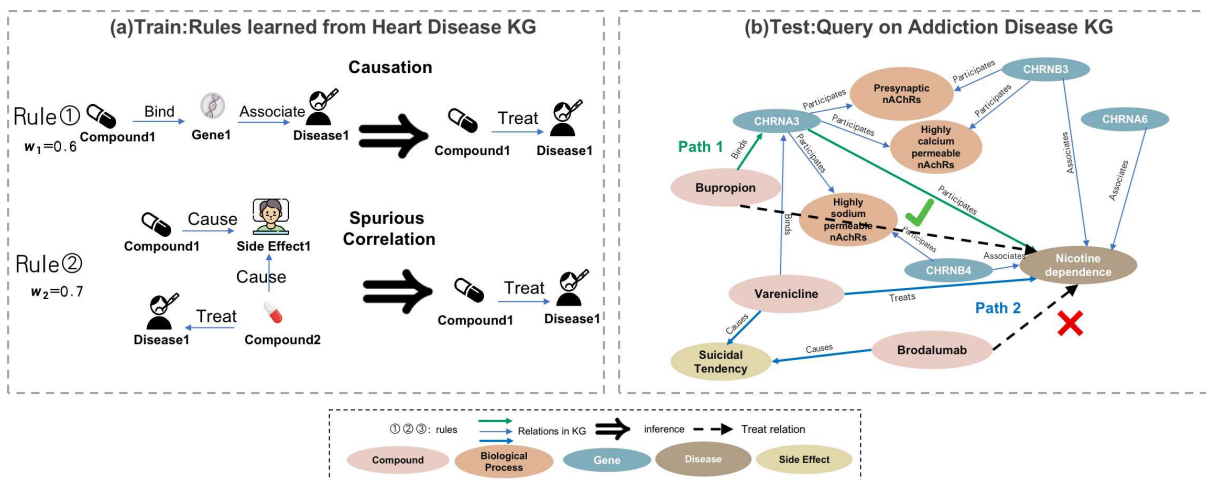 (a)Train:Rules learned from Heart Disease KG
Causation
Rule①
w₁=0.6
Bind
Associate
Treat
Compound1
Gene1
Disease1
Compound1
Disease1
Spurious
Correlation
Rule②
w₂=0.7
Cause
Compound1
Side Effect1
Cause
Treat
Disease1
Compound2
Treat
Compound1
Disease1
(b)Test:Query on Addiction Disease KG
CHRNB3
Participates
Presynaptic
nAChRs
Participates
Participates
CHRNA3
Participates
Highly
calcium
permeable
nAChRs
CHRNA6
Path 1
Binds
Participates
Associates
Associates
Bupropion
Participates
Highly
sodium
permeable
nAChRs
Binds
Participates
Associates
CHRNB4
Nicotine
dependence
Varenicline
Treats
Path 2
Causes
Suicidal
Tendency
Causes
Brodalumab
①②③: rules
Relations in KG
inference
Treat relation
Compound
Biological
Process
Gene
Disease
Side Effect